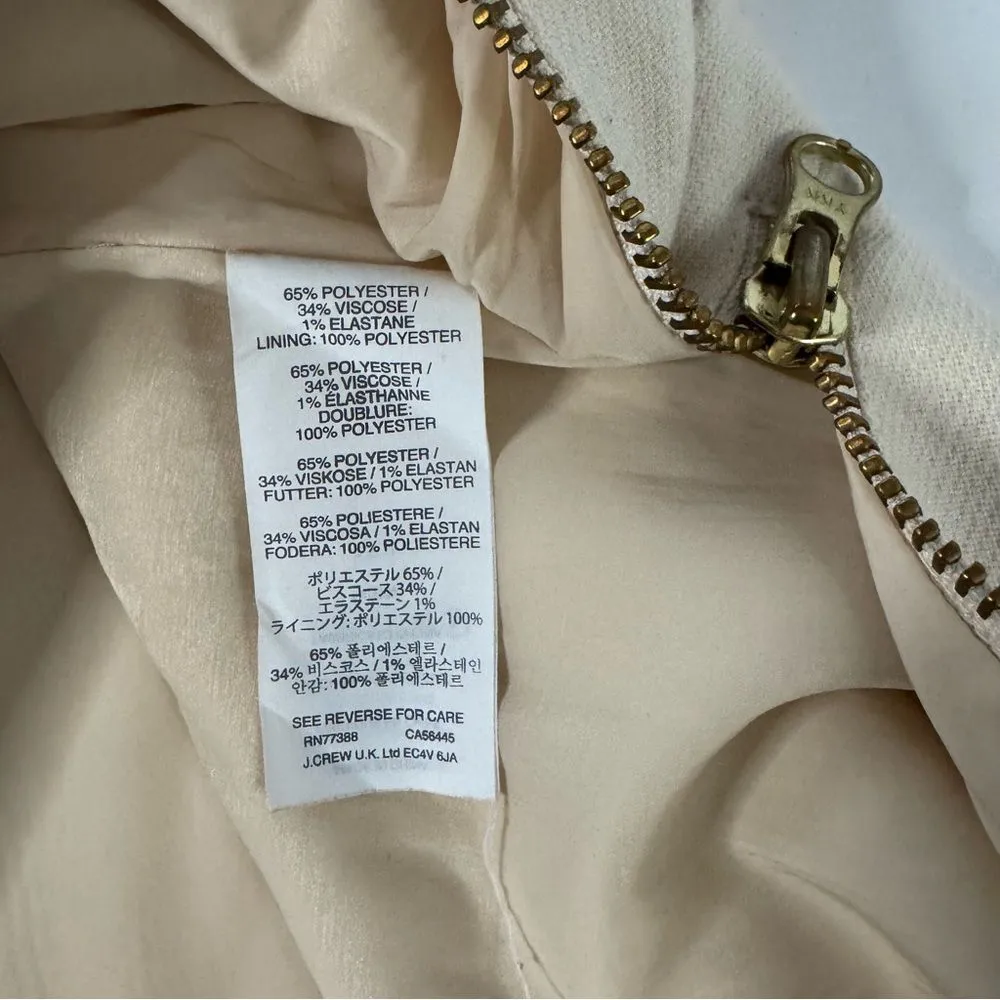 65% POLYESTER /
34% VISCOSE /
1% ELASTANE
LINING: 100% POLYESTER
65% POLYESTER /
34% VISCOSE /
1% ÉLASTHANNE
DOUBLURE:
100% POLYESTER
65% POLYESTER /
34% VISKOSE / 1% ELASTAN
FUTTER: 100% POLYESTER
65% POLIESTERE /
34% VISCOSA / 1% ELASTAN
FODERA: 100% POLIESTERE
ポリエステル 65% /
ビスコース 34% /
エラステーン 1%
ライニング: ポリエステル 100%
65% 폴리에스테르 /
34% 비스코스 / 1% 엘라스테인
안감: 100% 폴리에스테르
SEE REVERSE FOR CARE
RN77388 CA56445
J.CREW U.K. Ltd EC4V 6JA